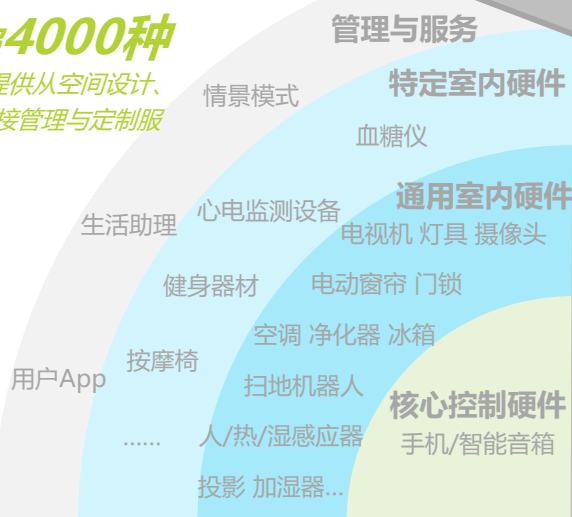 4000种
提供从空间设计、
接管理与定制服
管理与服务
情景模式
生活助理
用户App
特定室内硬件
血糖仪
心电监测设备
健身器材
按摩椅
……
通用室内硬件
电视机 灯具 摄像头
电动窗帘 门锁
空调 净化器 冰箱
扫地机器人
人/热/湿感应器
投影 加湿器…
核心控制硬件
手机/智能音箱